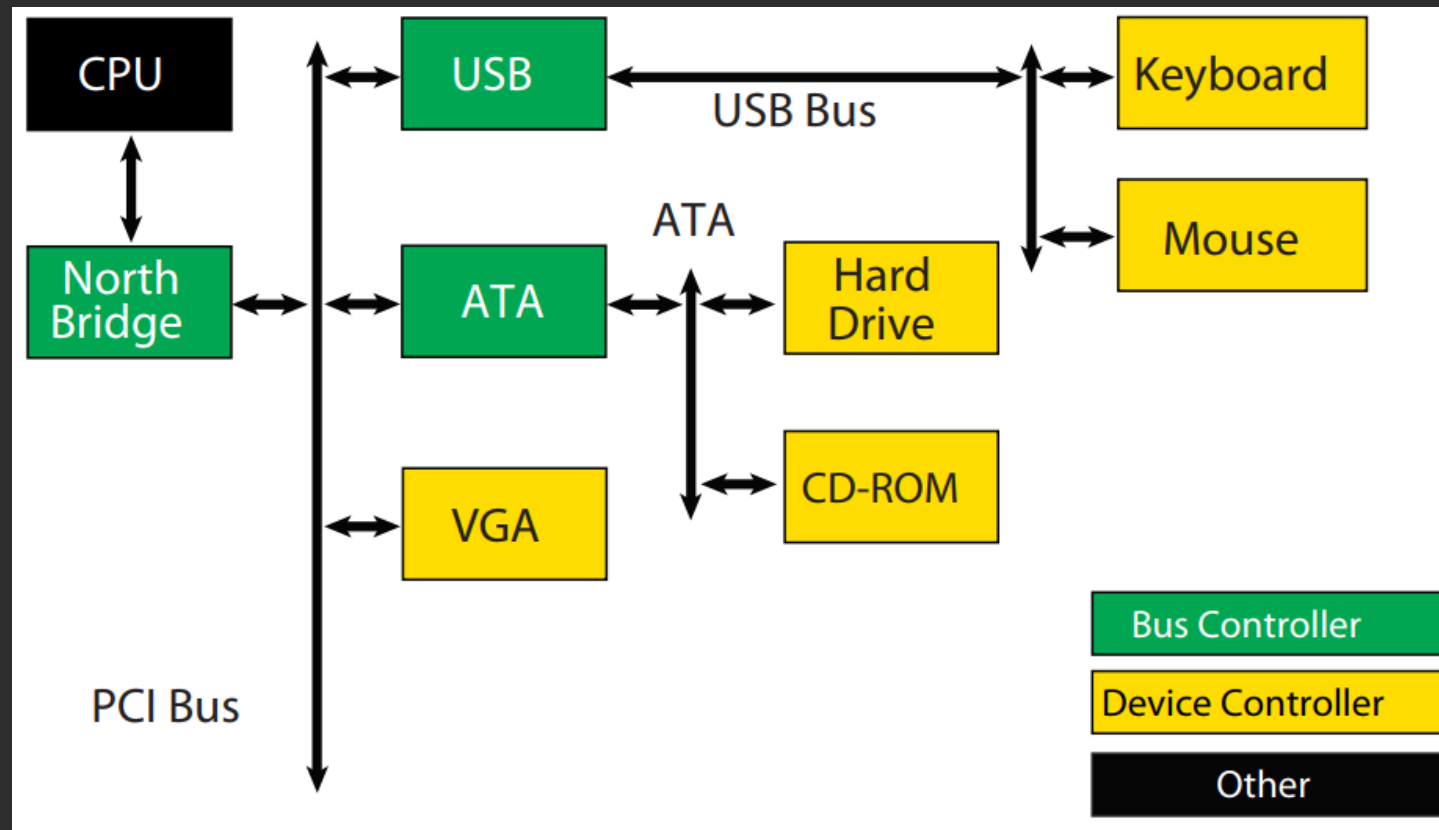 CPU
USB
USB Bus
Keyboard
Mouse
North
Bridge
ATA
ATA
Hard
Drive
CD-ROM
VGA
PCI Bus
Bus Controller
Device Controller
Other